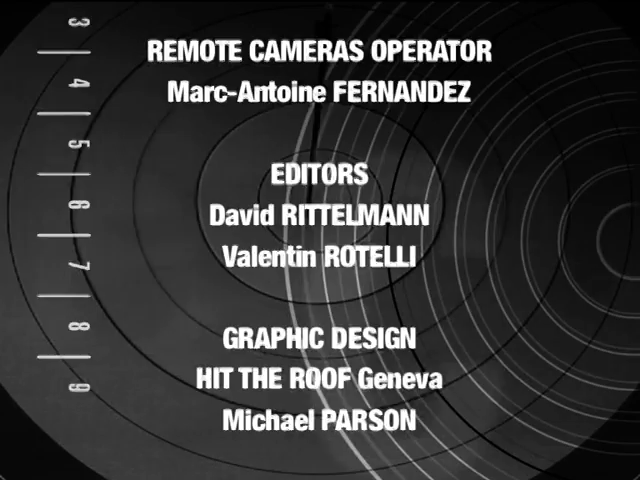 REMOTE CAMERAS OPERATOR
Marc-Antoine FERNANDEZ
EDITORS
David RITTELMANN
Valentin ROTELLI
GRAPHIC DESIGN
HIT THE ROOF Geneva
Michael PARSON
3
4
5
6
7
8
9